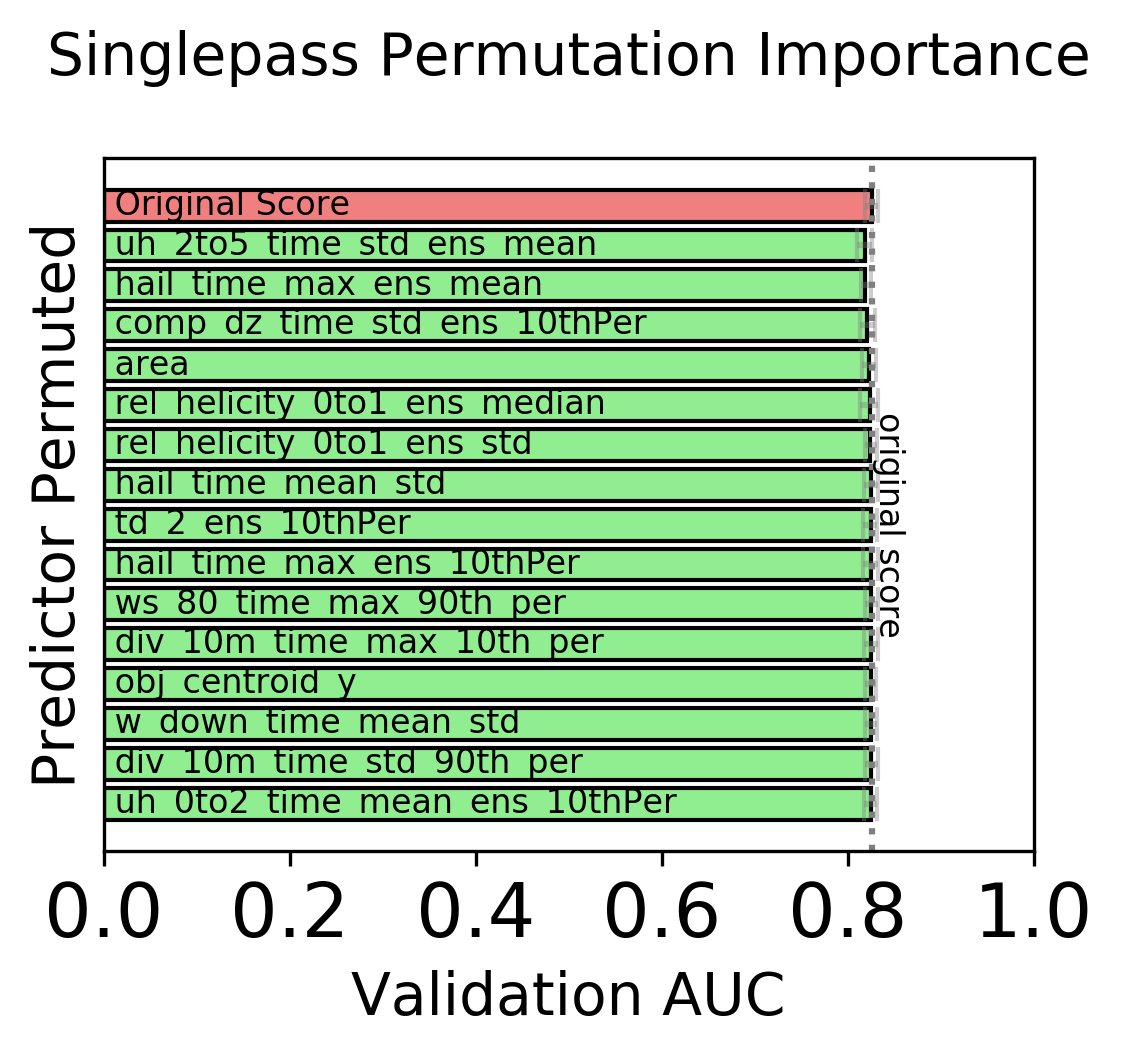 Singlepass Permutation Importance
Predictor Permuted
Original Score
uh_2to5_time_std_ens_mean
hail_time_max_ens_mean
comp_dz_time_std_ens_10thPer
area
rel_helicity_0to1_ens_median
rel_helicity_0to1_ens_std
hail_time_mean_std
td_2_ens_10thPer
hail_time_max_ens_10thPer
ws_80_time_max_90th_per
div_10m_time_max_10th_per
obj_centroid_y
w_down_time_mean_std
div_10m_time_std_90th_per
uh_0to2_time_mean_ens_10thPer
original score
0.0 0.2 0.4 0.6 0.8 1.0
Validation AUC